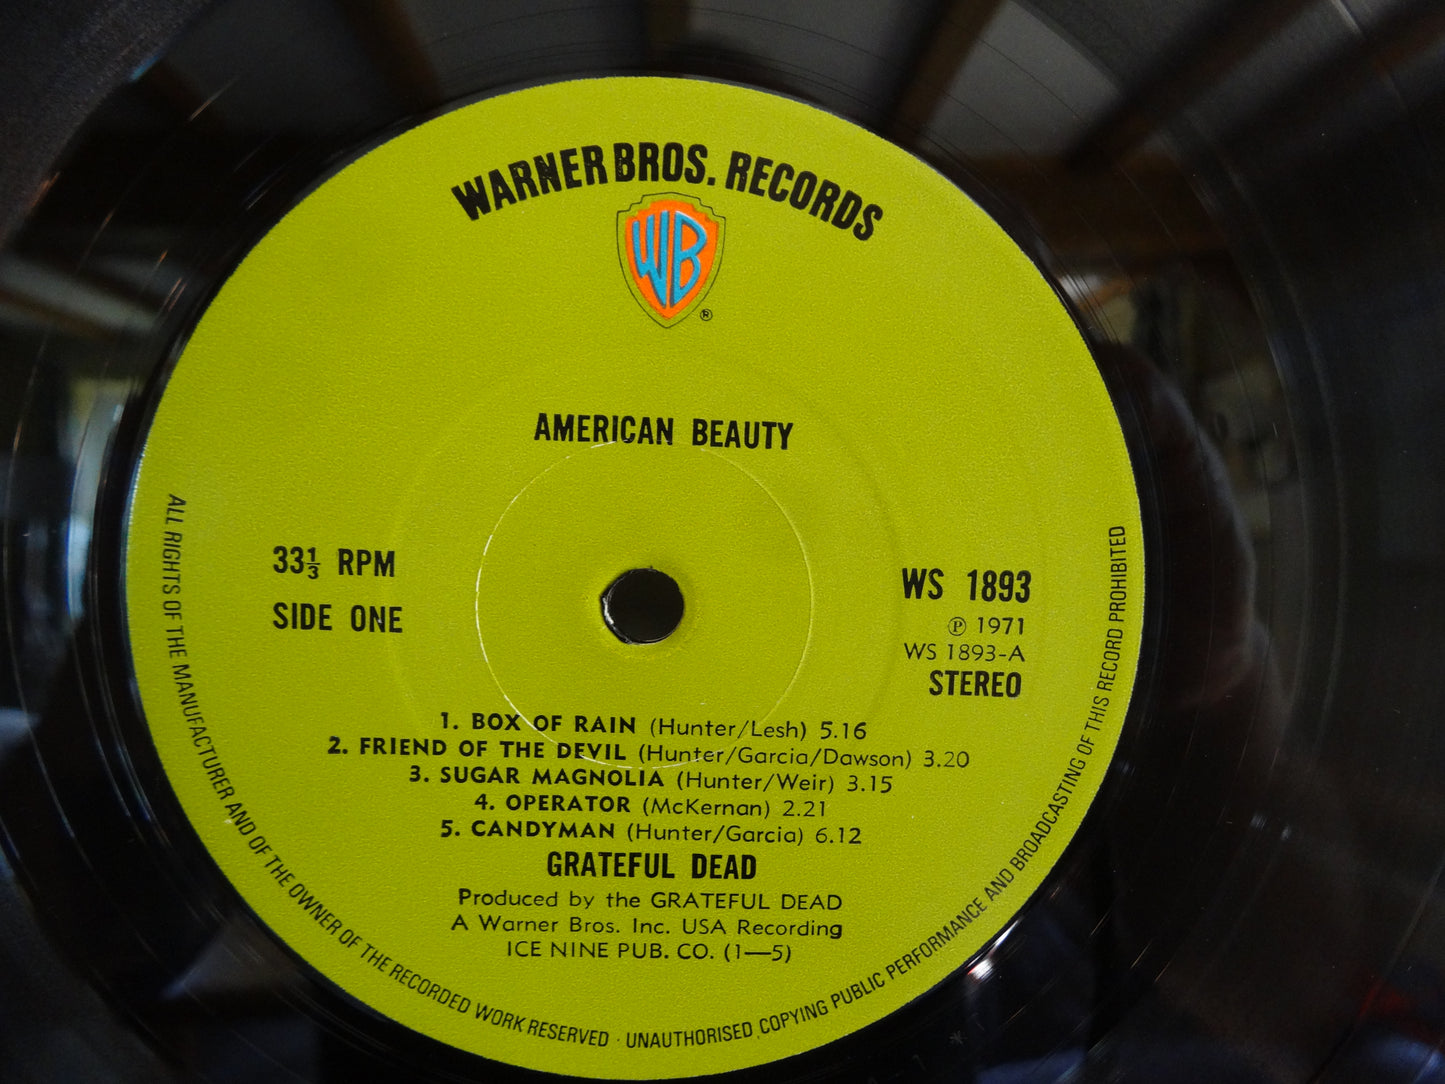 WARNER BROS. RECORDS
WB
®
AMERICAN BEAUTY
33⅓ RPM
SIDE ONE
WS 1893
℗ 1971
WS 1893-A
STEREO
1. BOX OF RAIN (Hunter/Lesh) 5.16
2. FRIEND OF THE DEVIL (Hunter/Garcia/Dawson) 3.20
3. SUGAR MAGNOLIA (Hunter/Weir) 3.15
4. OPERATOR (McKernan) 2.21
5. CANDYMAN (Hunter/Garcia) 6.12
GRATEFUL DEAD
Produced by the GRATEFUL DEAD
A Warner Bros. Inc. USA Recording
ICE NINE PUB. CO. (1—5)
ALL RIGHTS OF THE MANUFACTURER AND OF THE OWNER OF THE RECORDED WORK RESERVED · UNAUTHORISED COPYING PUBLIC PERFORMANCE AND BROADCASTING OF THIS RECORD PROHIBITED